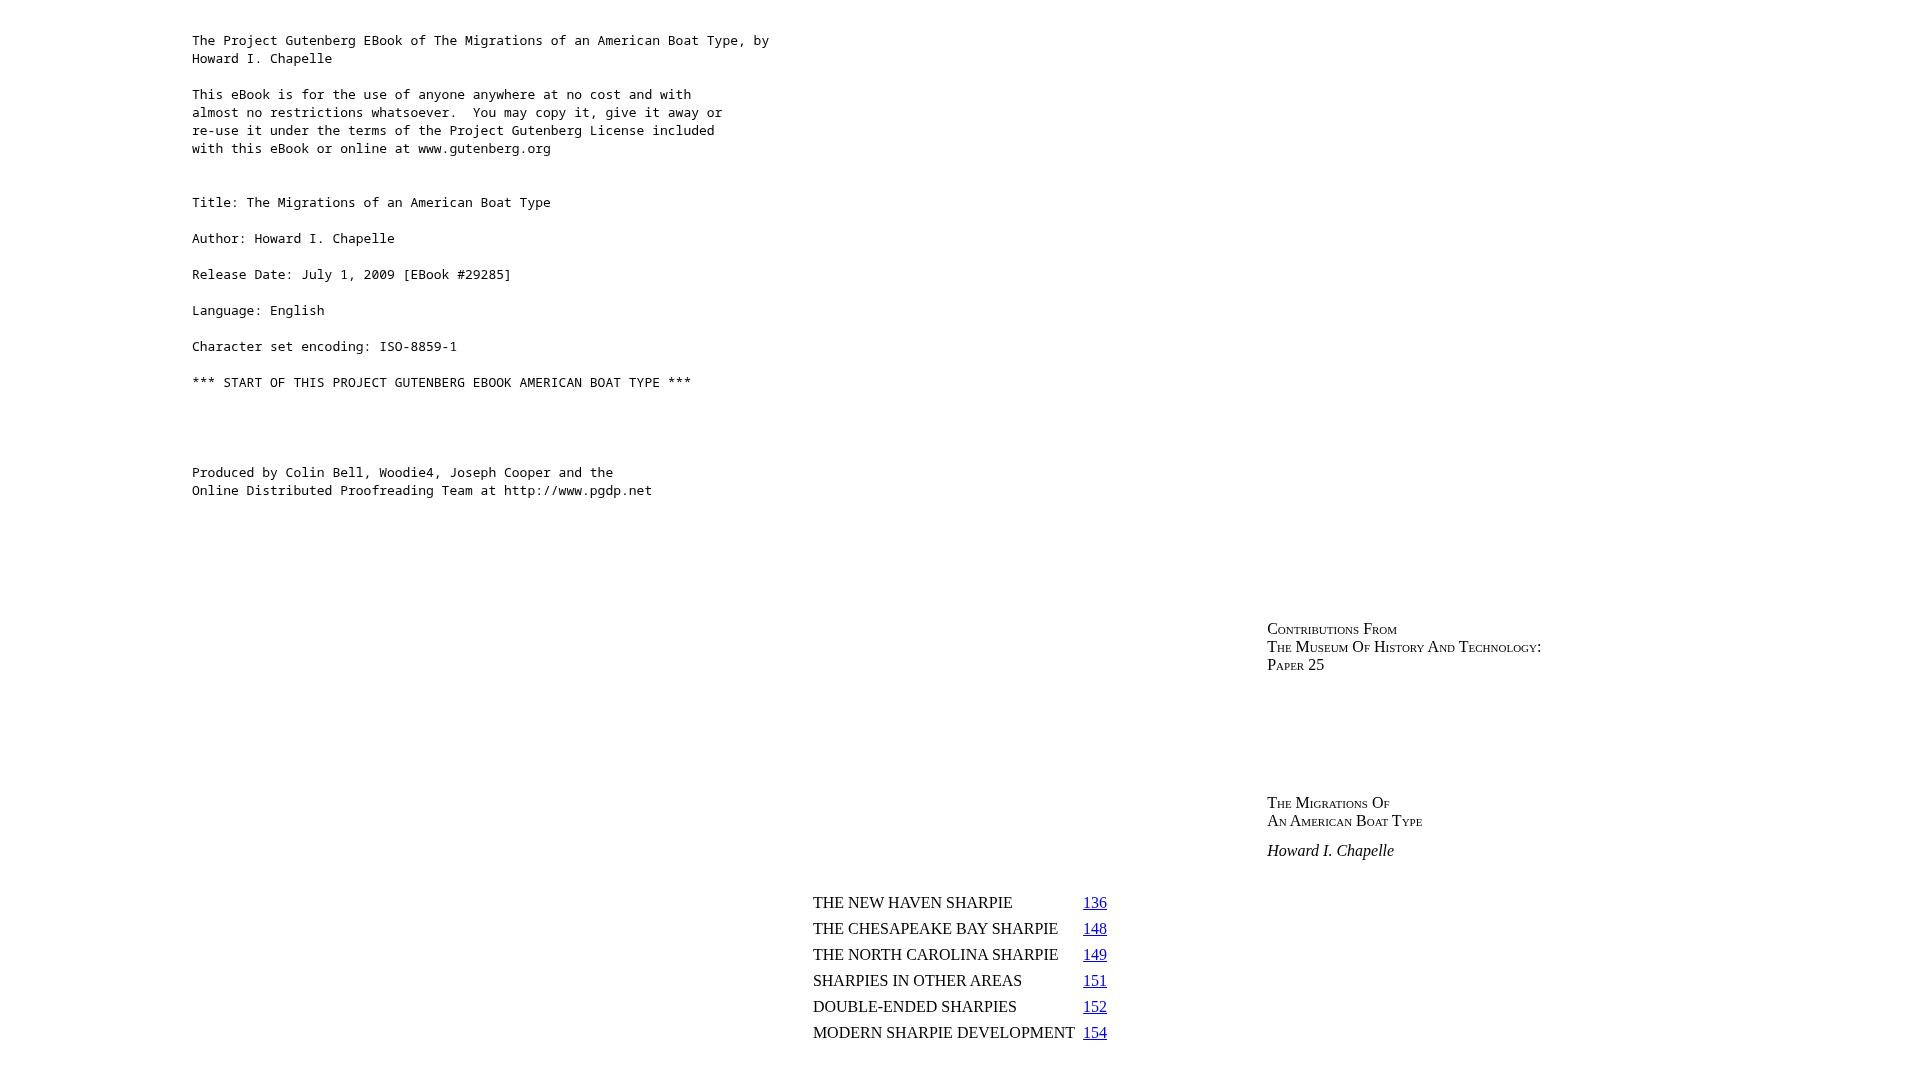 The Project Gutenberg EBook of The Migrations of an American Boat Type, by
Howard I. Chapelle
This eBook is for the use of anyone anywhere at no cost and with
almost no restrictions whatsoever.  You may copy it, give it away or
re-use it under the terms of the Project Gutenberg License included
with this eBook or online at www.gutenberg.org
Title: The Migrations of an American Boat Type
Author: Howard I. Chapelle
Release Date: July 1, 2009 [EBook #29285]
Language: English
Character set encoding: ISO-8859-1
*** START OF THIS PROJECT GUTENBERG EBOOK AMERICAN BOAT TYPE ***
Produced by Colin Bell, Woodie4, Joseph Cooper and the
Online Distributed Proofreading Team at http://www.pgdp.net
Contributions From
The Museum Of History And Technology:
Paper 25
The Migrations Of
An American Boat Type
Howard I. Chapelle
THE NEW HAVEN SHARPIE 136
THE CHESAPEAKE BAY SHARPIE 148
THE NORTH CAROLINA SHARPIE 149
SHARPIES IN OTHER AREAS 151
DOUBLE-ENDED SHARPIES 152
MODERN SHARPIE DEVELOPMENT 154